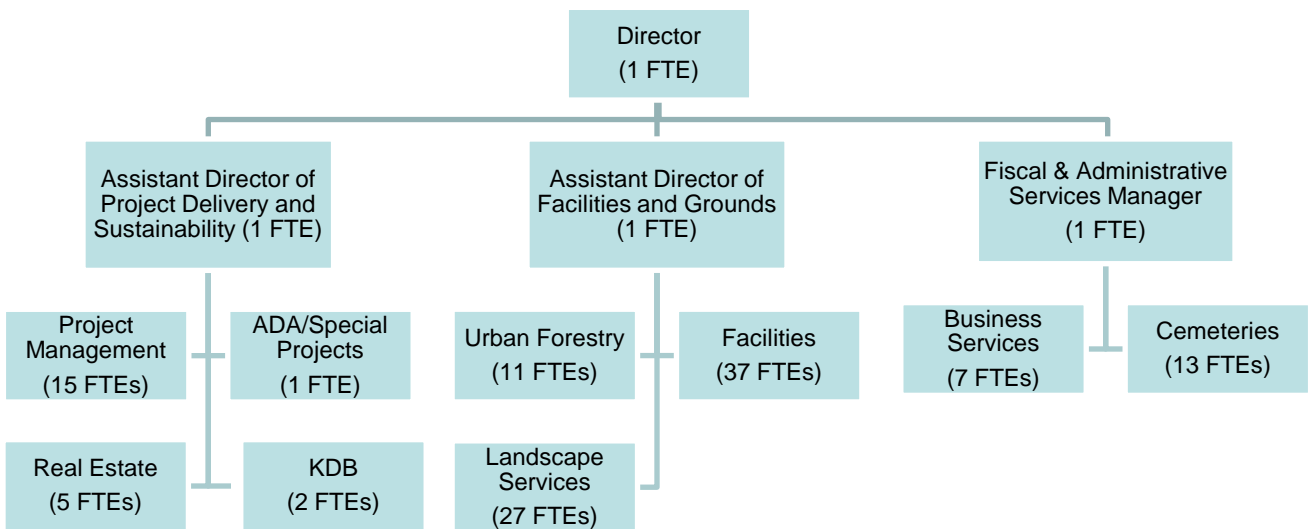 Director
(1 FTE)
Assistant Director of
Project Delivery and
Sustainability (1 FTE)
Assistant Director of
Facilities and Grounds
(1 FTE)
Fiscal & Administrative
Services Manager
(1 FTE)
Project
Management
(15 FTEs)
ADA/Special
Projects
(1 FTE)
Urban Forestry
(11 FTEs)
Facilities
(37 FTEs)
Business
Services
(7 FTEs)
Cemeteries
(13 FTEs)
Real Estate
(5 FTEs)
KDB
(2 FTEs)
Landscape
Services
(27 FTEs)